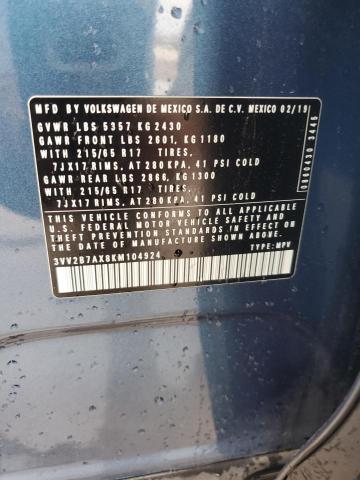 MFD BY VOLKSWAGEN DE MEXICO S.A. DE C.V. MEXICO 02/19
GVWR LBS 5357 KG 2430
GAWR FRONT LBS 2601, KG 1180
WITH 215/65 R17 TIRES,
7JX17 RIMS, AT 280 KPA, 41 PSI COLD
GWR REAR LBS 2866, KG 1300
WITH 215/65 R17 TIRES,
7JX17 RIMS, AT 280 KPA, 41 PSI COLD
THIS VEHICLE CONFORMS TO ALL APPLICABLE
U.S. FEDERAL MOTOR VEHICLE SAFETY AND
THEFT PREVENTION STANDARDS IN EFFECT ON
THE DATE OF MANUFACTURE SHOWN ABOVE.
3VV2B7AX8KM104924 9 TYPE: MPV
3445